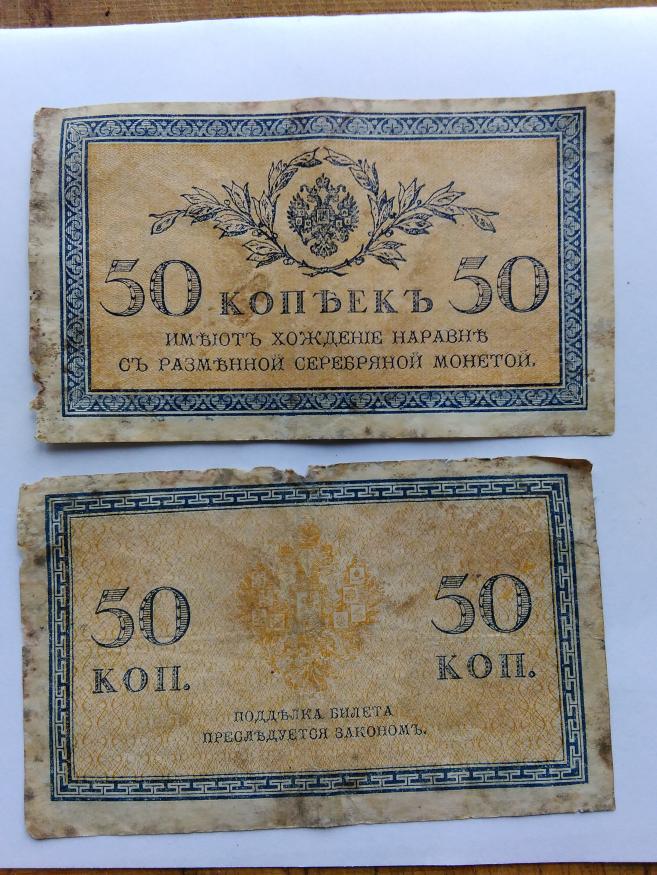 50 КОПѢЕКЪ 50
ИМѢЮТЪ ХОЖДЕНІЕ НАРАВНѢ
СЪ РАЗМѢННОЙ СЕРЕБРЯНОЙ МОНЕТОЙ.
50 50
КОП. КОП.
ПОДДѢЛКА БИЛЕТА
ПРЕСЛѢДУЕТСЯ ЗАКОНОМЪ.